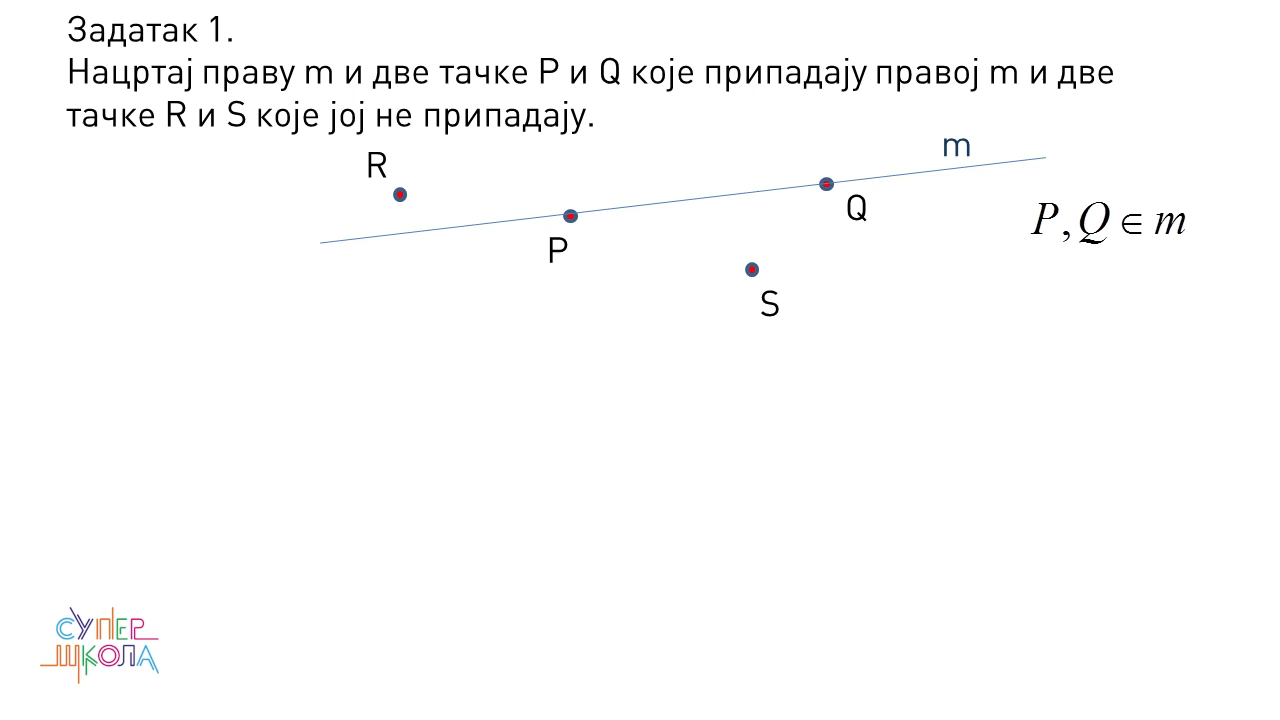 Задатак 1.
Нацртај праву m и две тачке P и Q које припадају правој m и две
тачке R и S које јој не припадају.
m
R
Q
P, Q ∈ m
P
S
СУПЕР
ШКОЛА